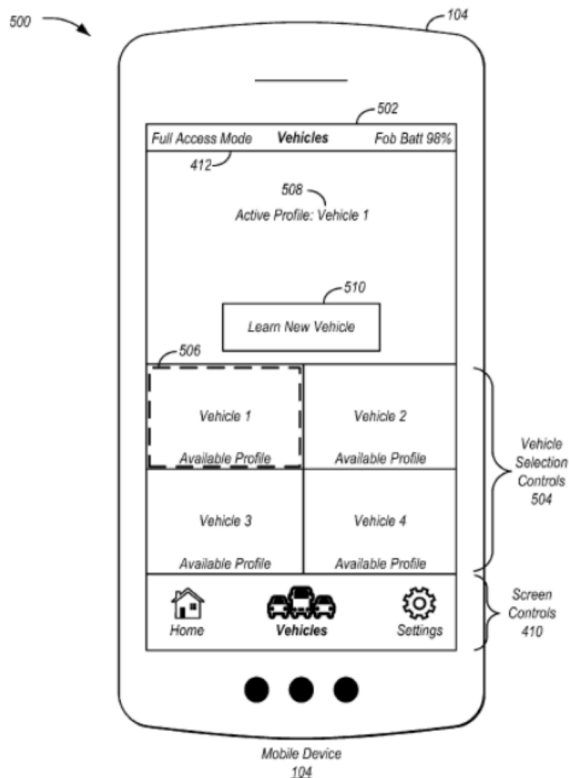 500
104
502
Full Access Mode Vehicles Fob Batt 98%
412
508
Active Profile: Vehicle 1
510
Learn New Vehicle
506
Vehicle 1
Available Profile
Vehicle 2
Available Profile
Vehicle 3
Available Profile
Vehicle 4
Available Profile
Vehicle
Selection
Controls
504
Home
Vehicles
Settings
Screen
Controls
410
Mobile Device
104